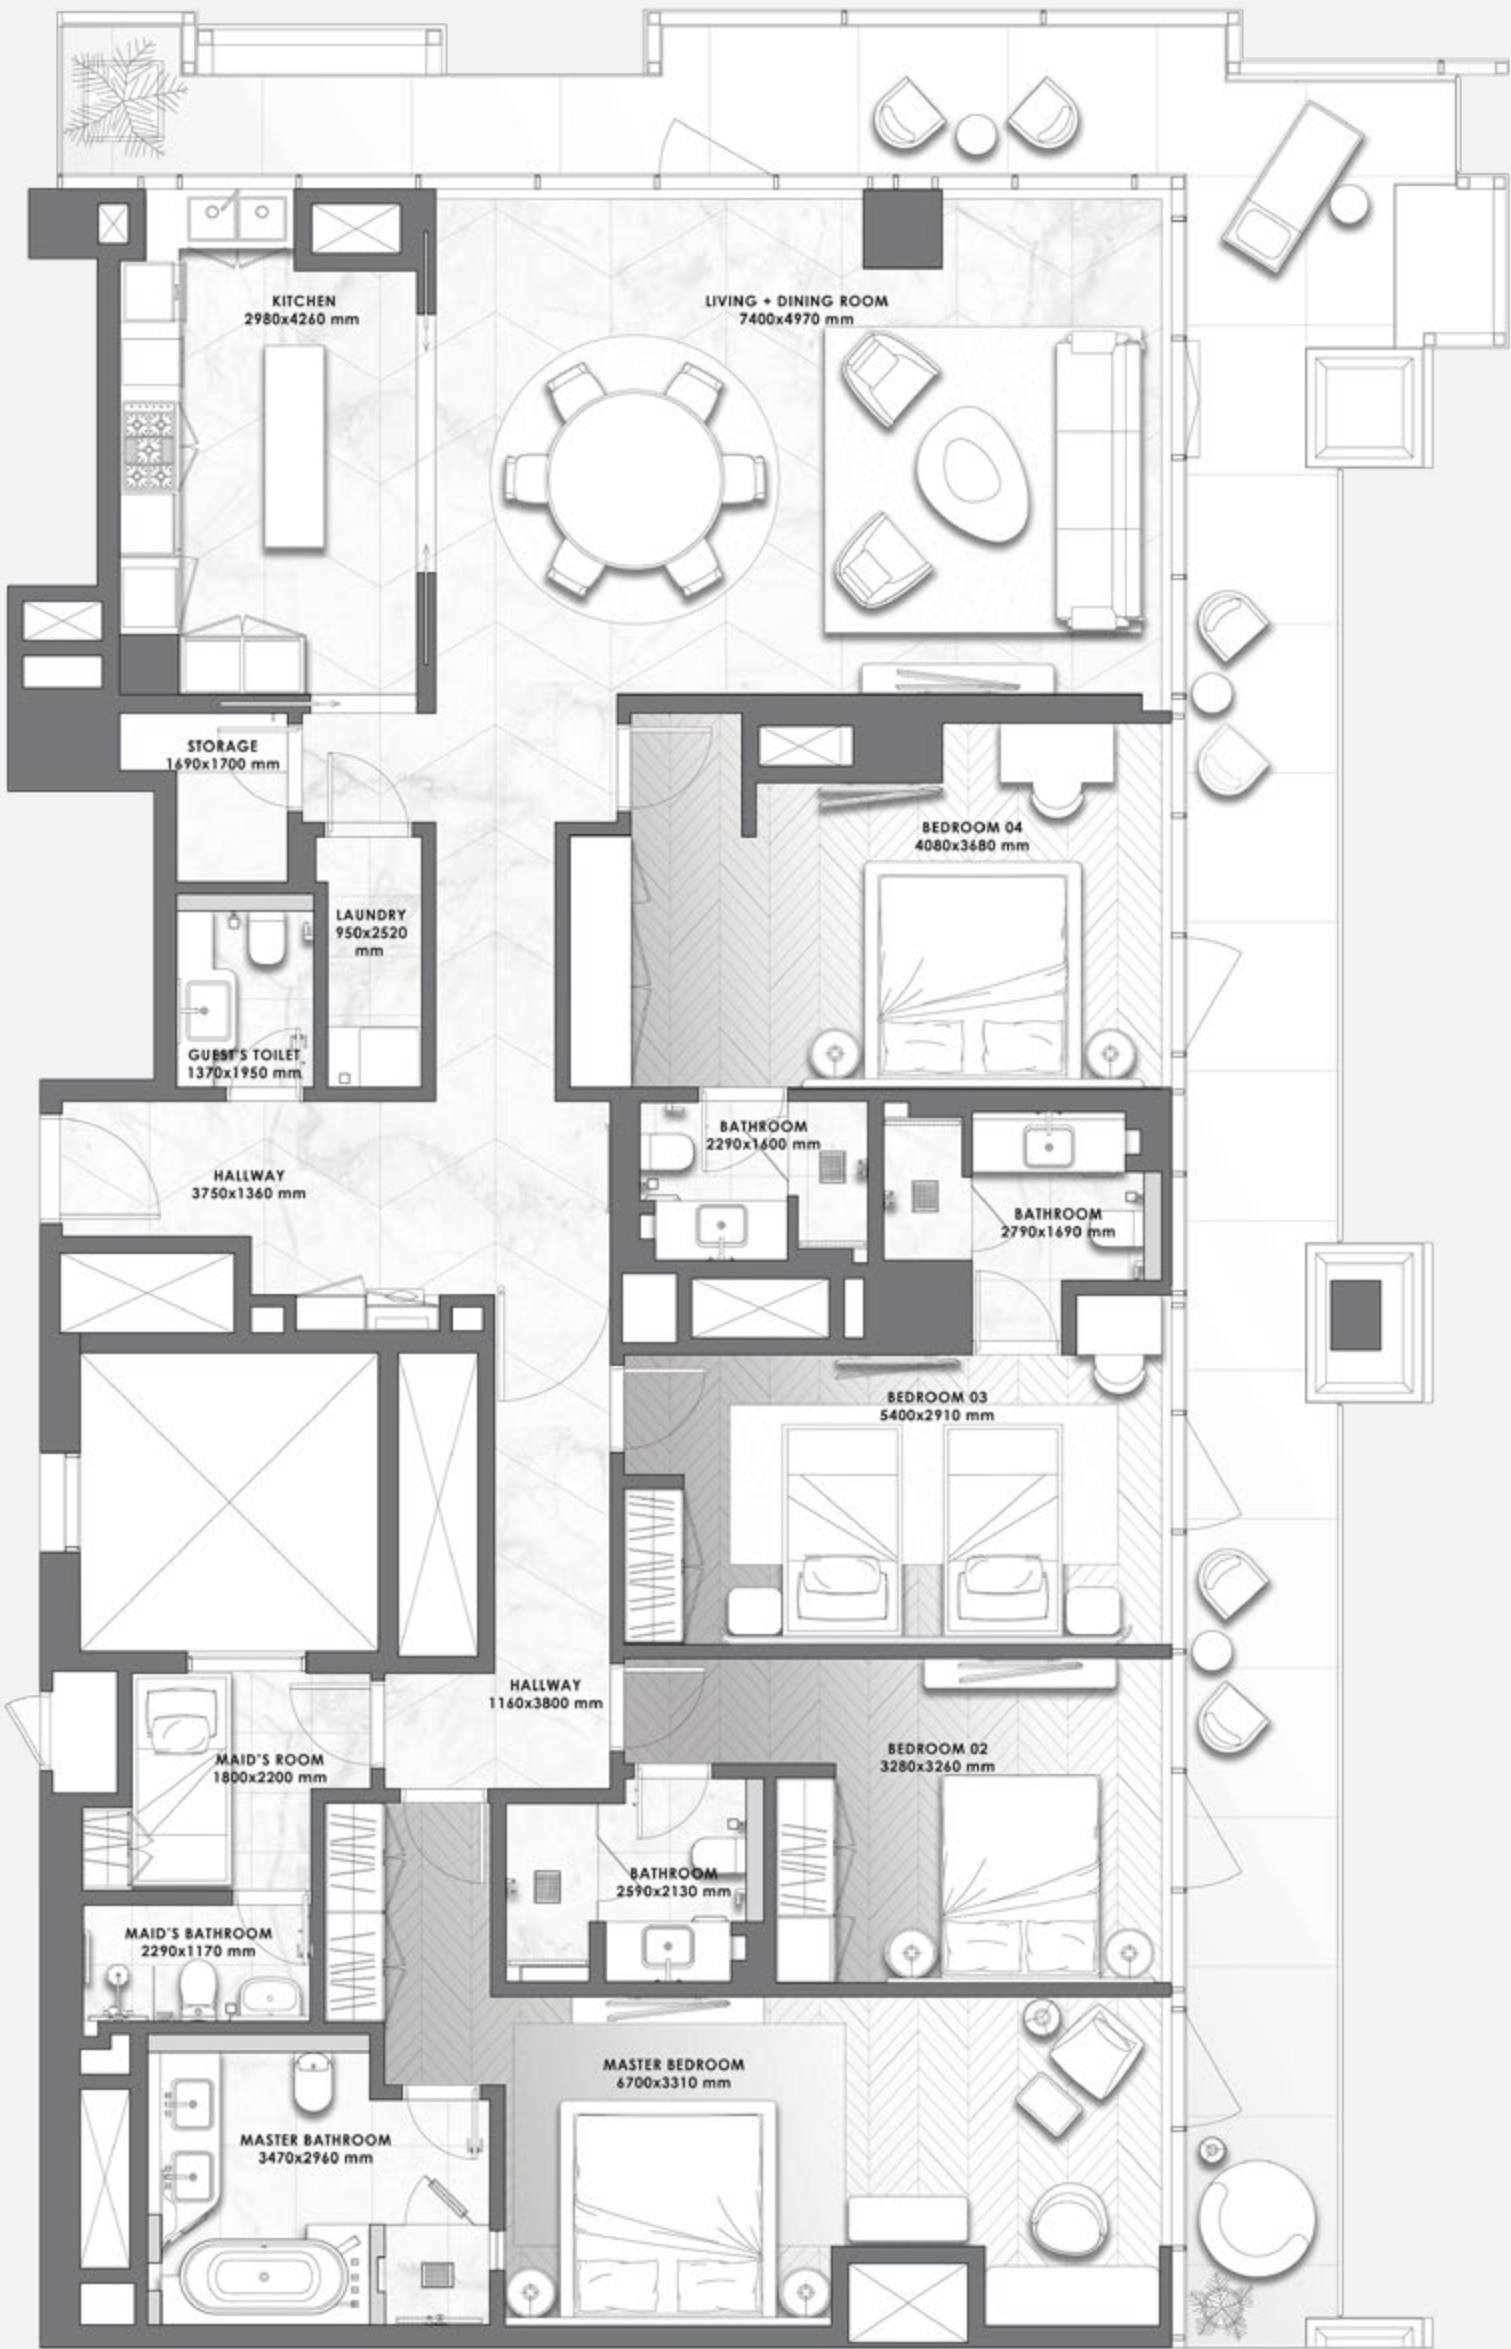 KITCHEN
2980x4260 mm
LIVING + DINING ROOM
7400x4970 mm
STORAGE
1690x1700 mm
BEDROOM 04
4080x3680 mm
LAUNDRY
950x2520
mm
GUEST'S TOILET
1370x1950 mm
BATHROOM
2290x1600 mm
HALLWAY
3750x1360 mm
BATHROOM
2790x1690 mm
BEDROOM 03
5400x2910 mm
HALLWAY
1160x3800 mm
MAID'S ROOM
1800x2200 mm
BEDROOM 02
3280x3260 mm
BATHROOM
2590x2130 mm
MAID'S BATHROOM
2290x1170 mm
MASTER BEDROOM
6700x3310 mm
MASTER BATHROOM
3470x2960 mm